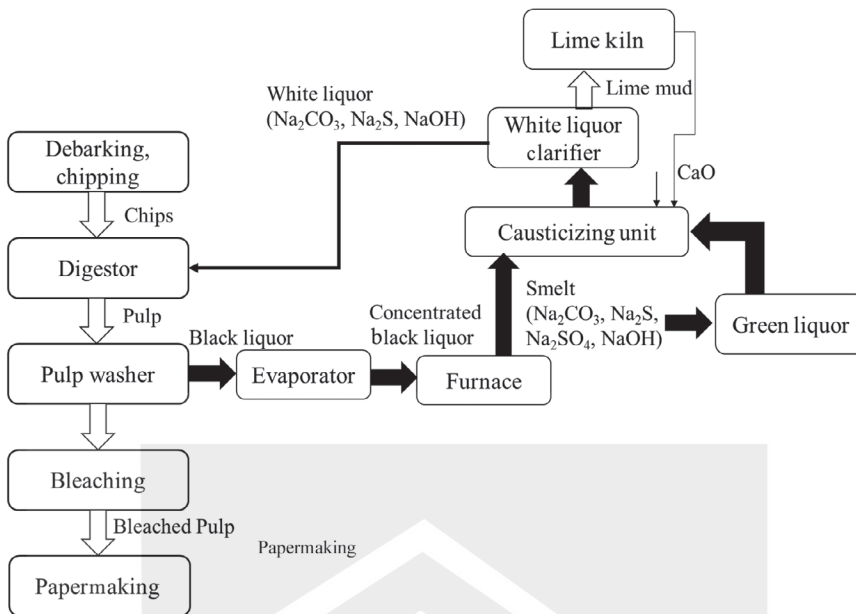 Lime kiln
Lime mud
White liquor
(Na₂CO₃, Na₂S, NaOH)
White liquor
clarifier
Debarking,
chipping
CaO
Chips
Causticizing unit
Digestor
Smelt
(Na₂CO₃, Na₂S,
Na₂SO₄, NaOH)
Green liquor
Pulp
Concentrated
black liquor
Black liquor
Pulp washer
Evaporator
Furnace
Bleaching
Bleached Pulp
Papermaking
Papermaking